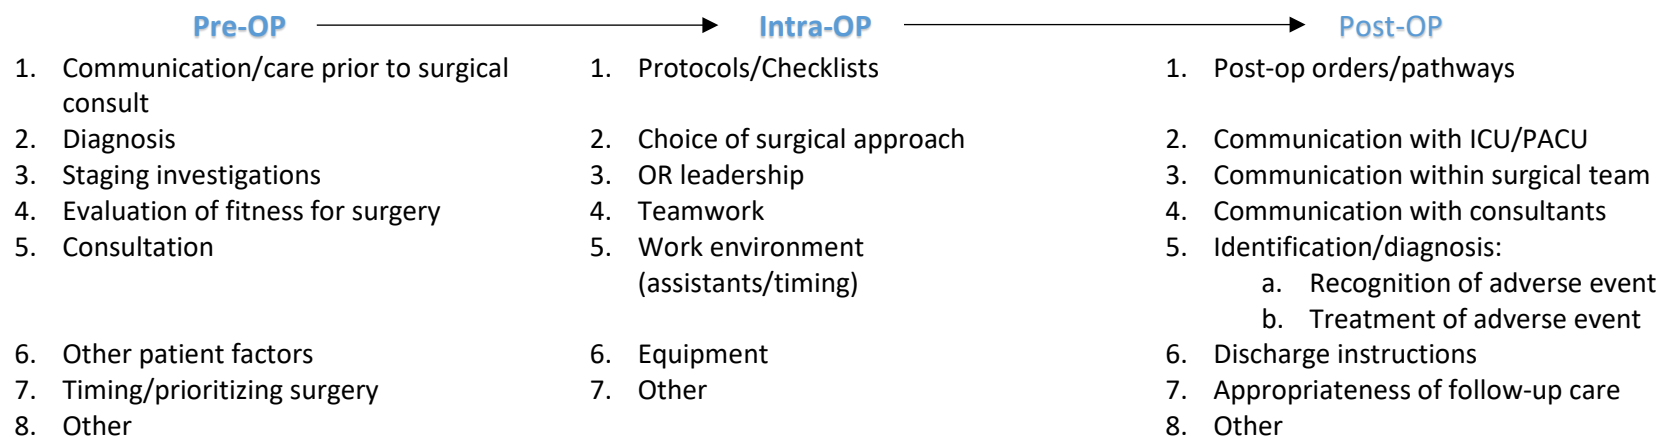 Pre-OP
Intra-OP
Post-OP
1. Communication/care prior to surgical
consult
2. Diagnosis
3. Staging investigations
4. Evaluation of fitness for surgery
5. Consultation
6. Other patient factors
7. Timing/prioritizing surgery
8. Other
1. Protocols/Checklists
2. Choice of surgical approach
3. OR leadership
4. Teamwork
5. Work environment
(assistants/timing)
6. Equipment
7. Other
1. Post-op orders/pathways
2. Communication with ICU/PACU
3. Communication within surgical team
4. Communication with consultants
5. Identification/diagnosis:
a. Recognition of adverse event
b. Treatment of adverse event
6. Discharge instructions
7. Appropriateness of follow-up care
8. Other